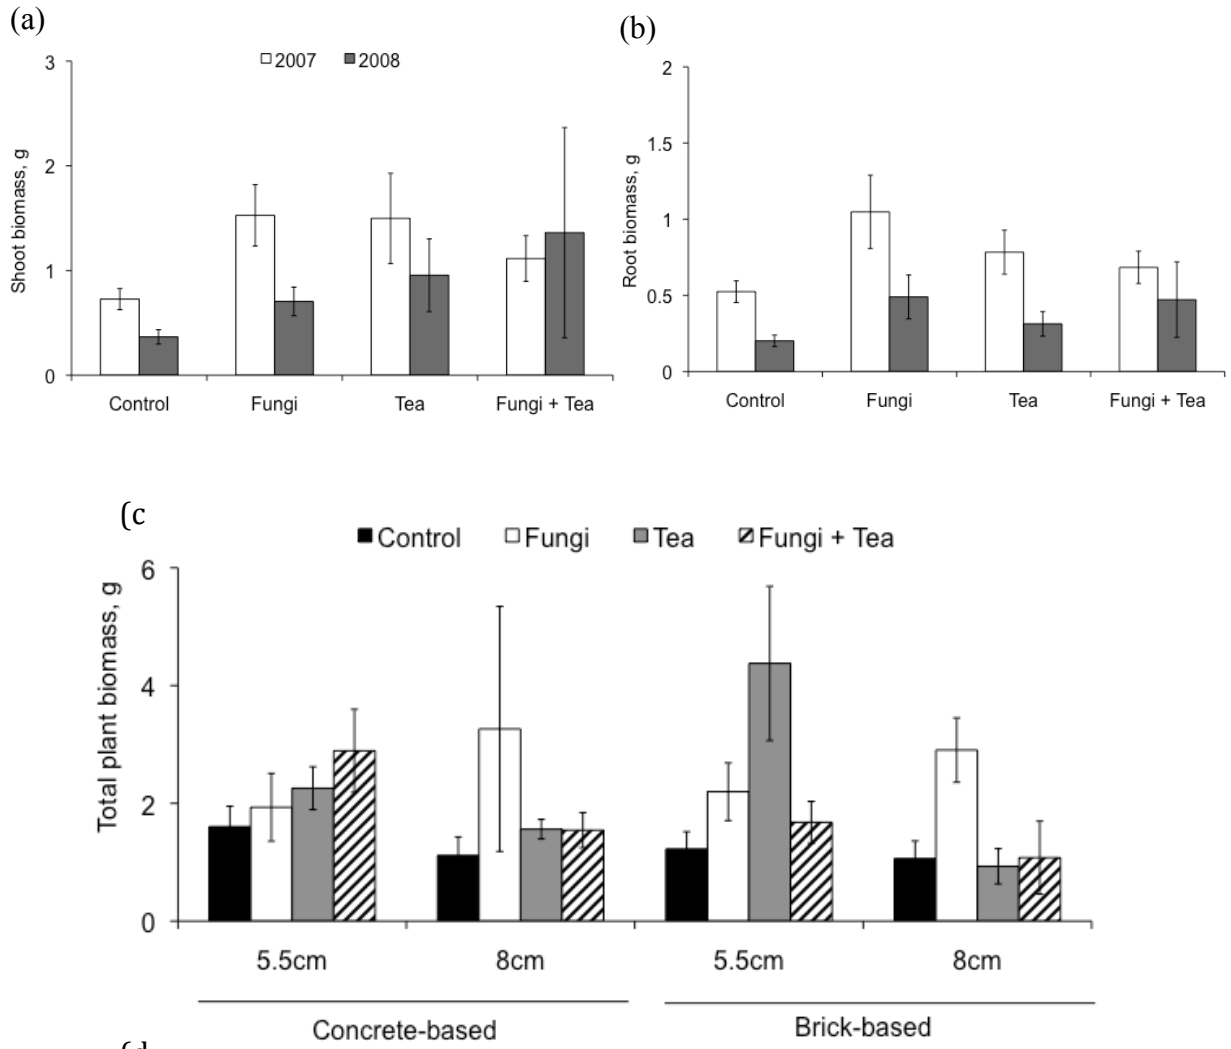 (a)
2007 2008
3
2
1
0
Shoot biomass, g
Control Fungi Tea Fungi + Tea
(b)
2
1.5
1
0.5
0
Root biomass, g
Control Fungi Tea Fungi + Tea
(c
Control Fungi Tea Fungi + Tea
6
4
2
0
Total plant biomass, g
5.5cm 8cm 5.5cm 8cm
Concrete-based Brick-based
(d